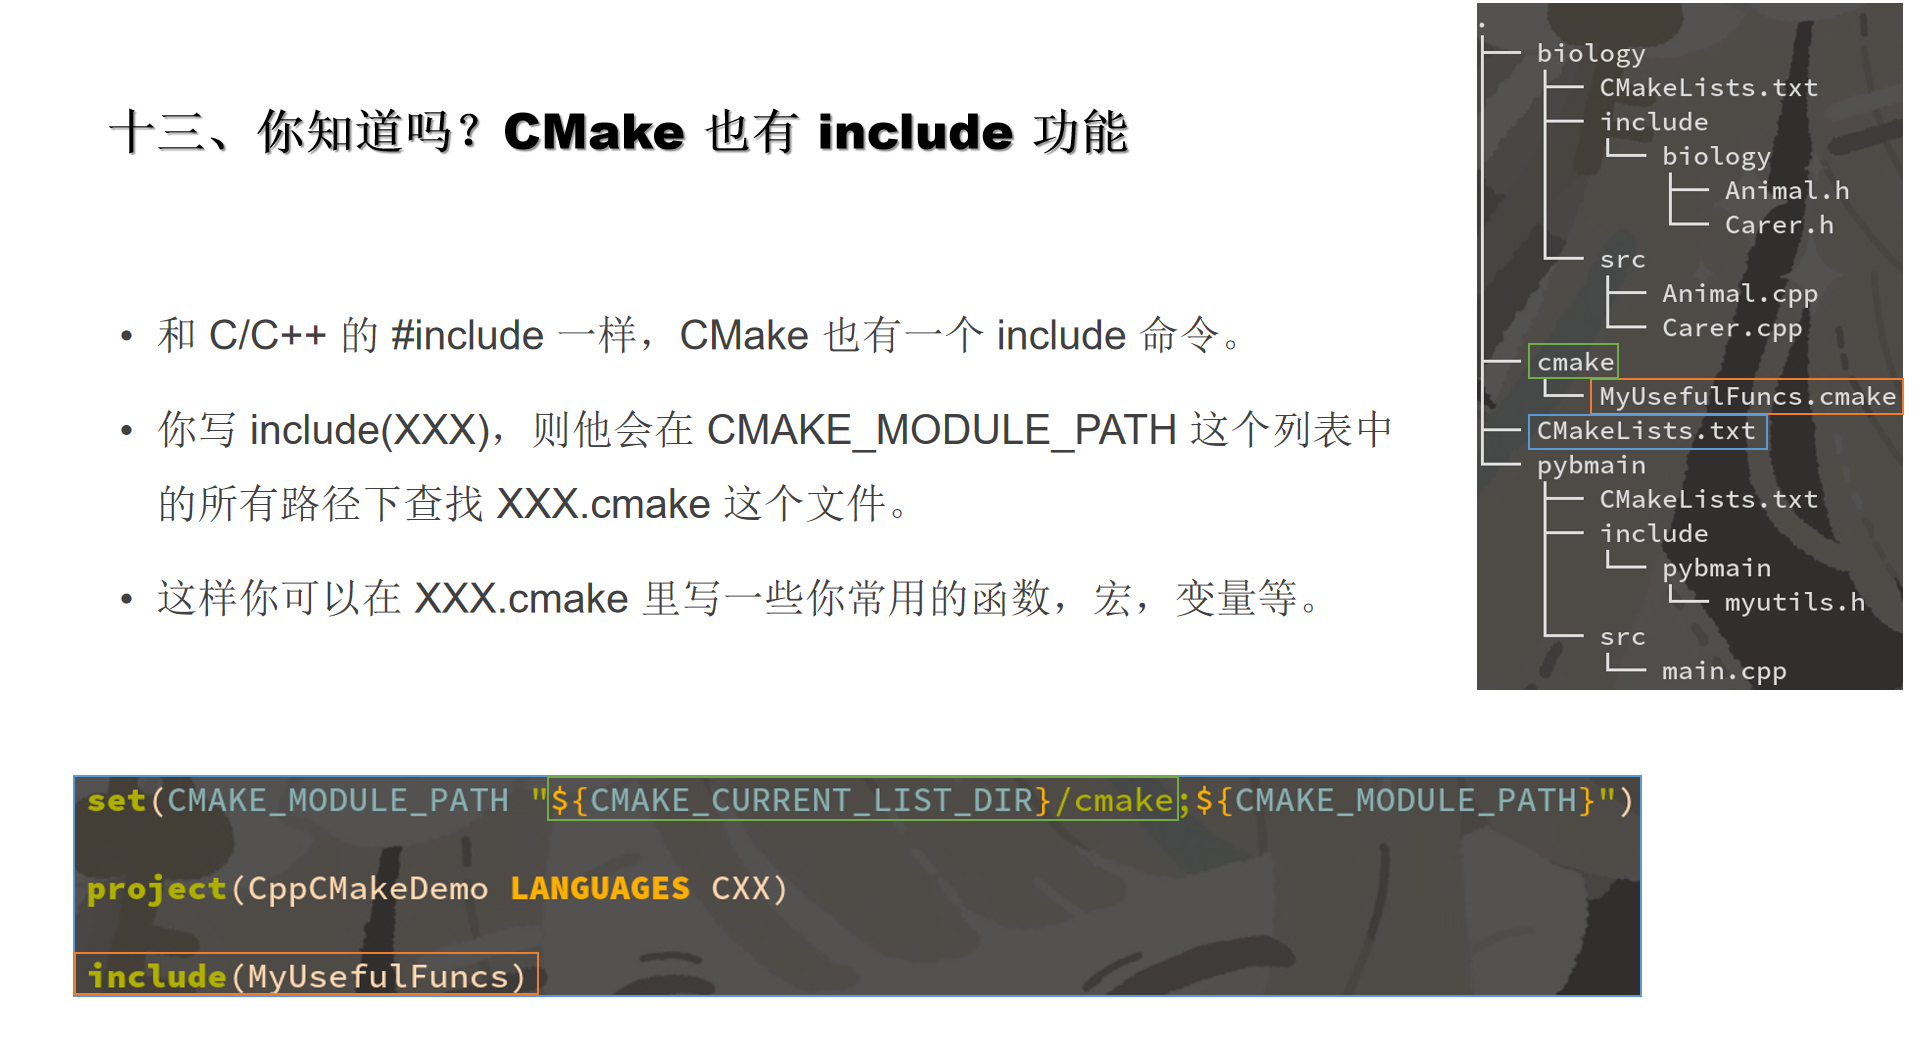 十三、你知道吗？CMake 也有 include 功能
• 和 C/C++ 的 #include 一样，CMake 也有一个 include 命令。
• 你写 include(XXX)，则他会在 CMAKE_MODULE_PATH 这个列表中
的所有路径下查找 XXX.cmake 这个文件。
• 这样你可以在 XXX.cmake 里写一些你常用的函数，宏，变量等。
.
├── biology
│   ├── CMakeLists.txt
│   ├── include
│   │   └── biology
│   │       ├── Animal.h
│   │       └── Carer.h
│   └── src
│       ├── Animal.cpp
│       └── Carer.cpp
├── cmake
│   └── MyUsefulFuncs.cmake
├── CMakeLists.txt
└── pybmain
    ├── CMakeLists.txt
    ├── include
    │   └── pybmain
    │       └── myutils.h
    └── src
        └── main.cpp
set(CMAKE_MODULE_PATH "${CMAKE_CURRENT_LIST_DIR}/cmake;${CMAKE_MODULE_PATH}")
project(CppCMakeDemo LANGUAGES CXX)
include(MyUsefulFuncs)